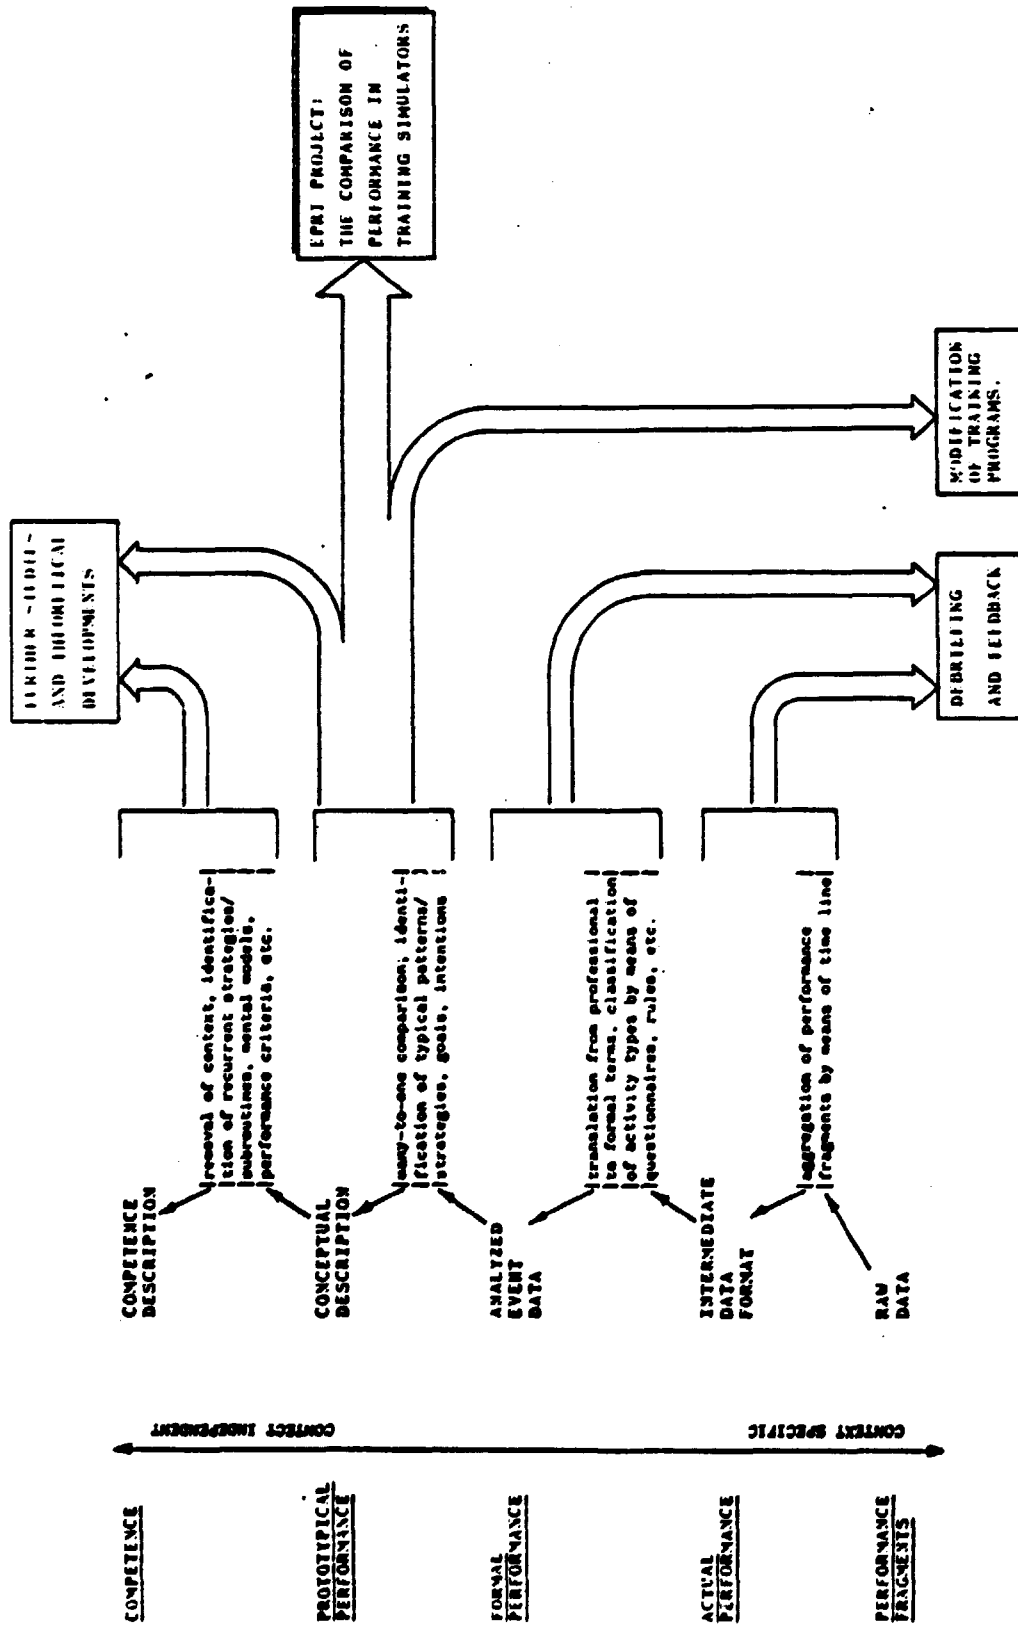 COMPETENCE
PROTOTYPICAL
PERFORMANCE
FORMAL
PERFORMANCE
ACTUAL
PERFORMANCE
PERFORMANCE
FRAGMENTS
CONTEXT INDEPENDENT
CONTEXT SPECIFIC
COMPETENCE
DESCRIPTION
removal of context, identifica-
tion of recurrent strategies/
subroutines, mental models,
performance criteria, etc.
CONCEPTUAL
DESCRIPTION
many-to-one comparison, identi-
fication of typical patterns/
strategies, goals, intentions
ANALYZED
EVENT
DATA
translation from professional
to formal terms, classification
of activity types by means of
questionnaires, rules, etc.
INTERMEDIATE
DATA
FORMAT
aggregation of performance
fragments by means of time line
RAW
DATA
FURTHER
AND THEORETICAL
DEVELOPMENTS
EPRI PROJECT:
THE COMPARISON OF
PERFORMANCE IN
TRAINING SIMULATORS
MODIFICATION
OF TRAINING
PROGRAMS.
DEBRIEFING
AND FEEDBACK